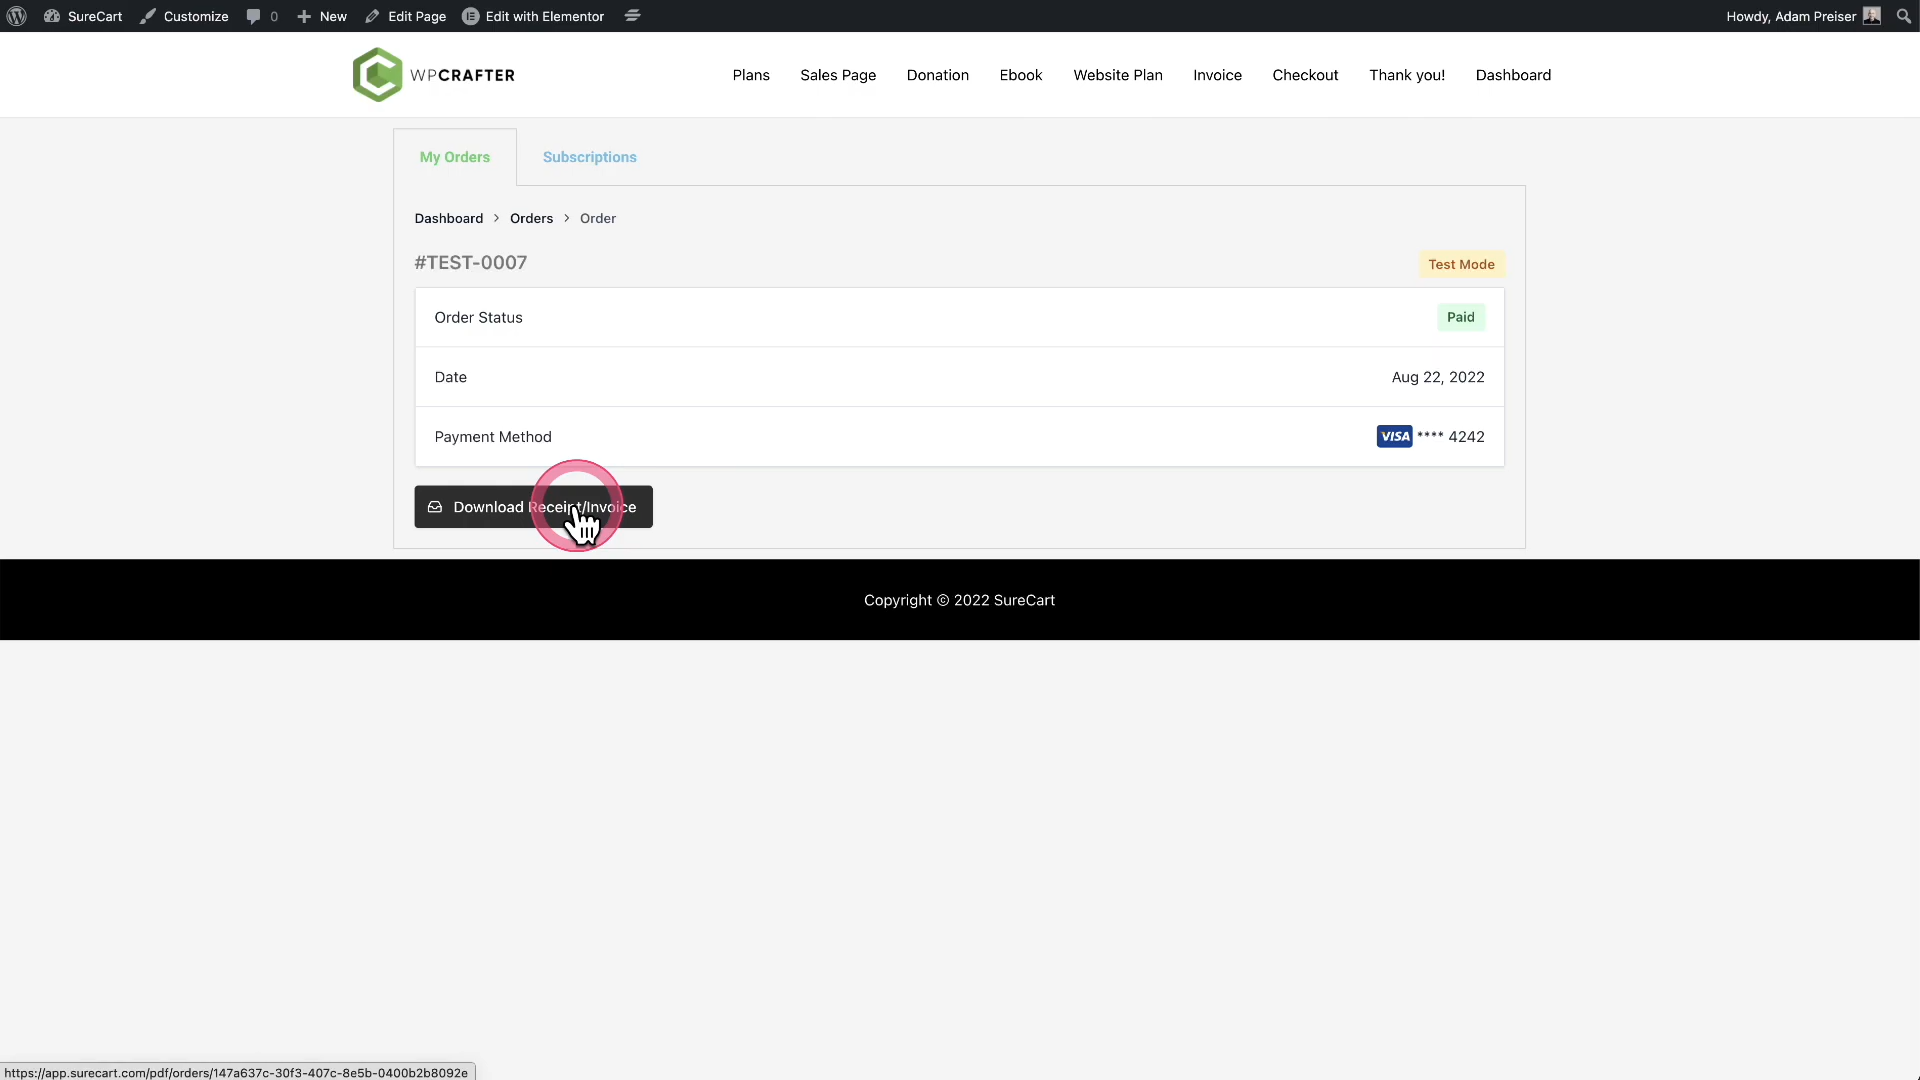 SureCart Customize 0 New Edit Page Edit with Elementor Howdy, Adam Preiser
WPCRAFTER Plans Sales Page Donation Ebook Website Plan Invoice Checkout Thank you! Dashboard
My Orders Subscriptions
Dashboard > Orders > Order
#TEST-0007 Test Mode
Order Status Paid
Date Aug 22, 2022
Payment Method VISA **** 4242
Download Receipt/Invoice
Copyright © 2022 SureCart
https://app.surecart.com/pdf/orders/147a637c-30f3-407c-8e5b-0400b2b8092e